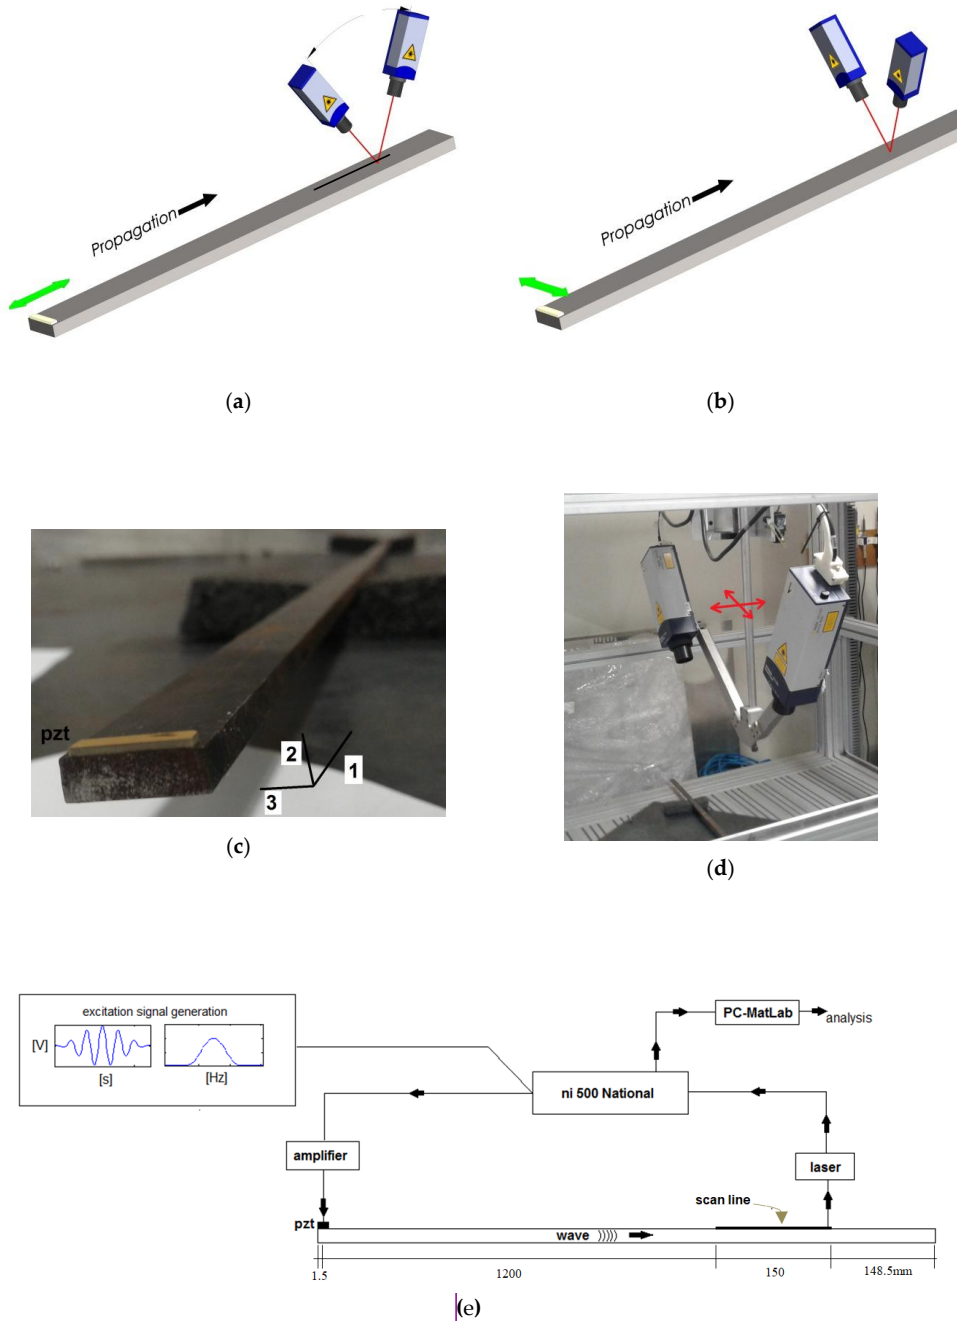 Propagation
Propagation
(a)
(b)
pzt
2
1
3
(c)
(d)
excitation signal generation
[V]
[s]
[Hz]
PC-MatLab
analysis
ni 500 National
amplifier
laser
scan line
pzt
wave
1.5
1200
150
148.5mm
(e)